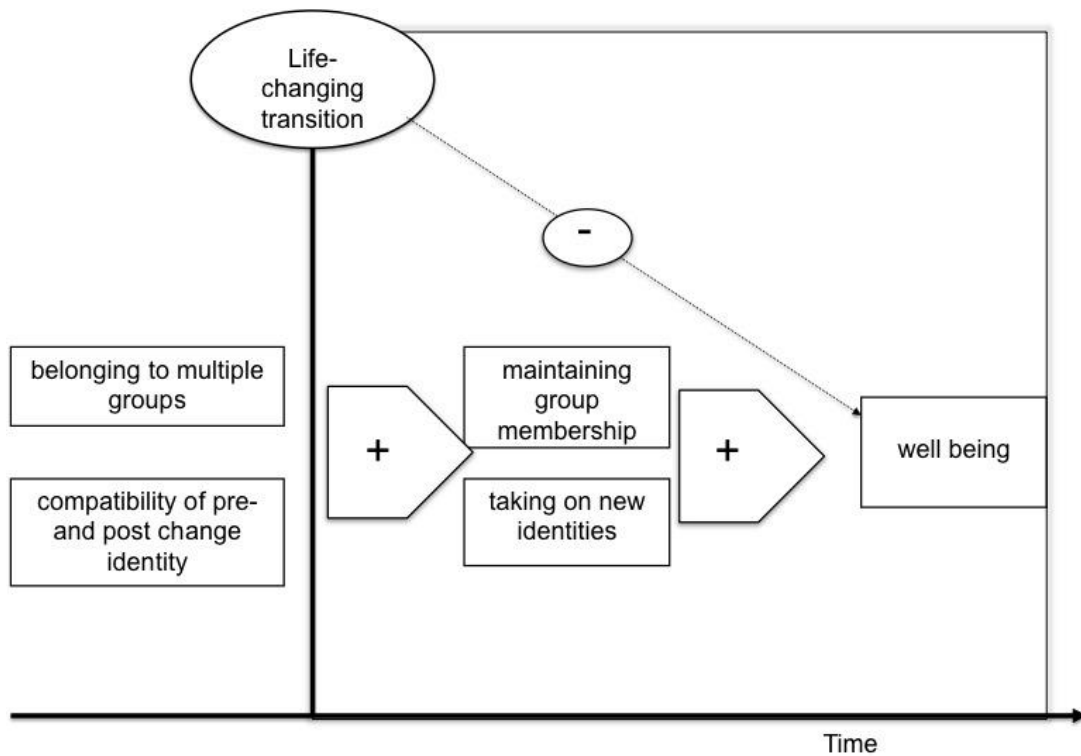 Life-
changing
transition
-
belonging to multiple
groups
compatibility of pre-
and post change
identity
+
maintaining
group
membership
taking on new
identities
+
well being
Time